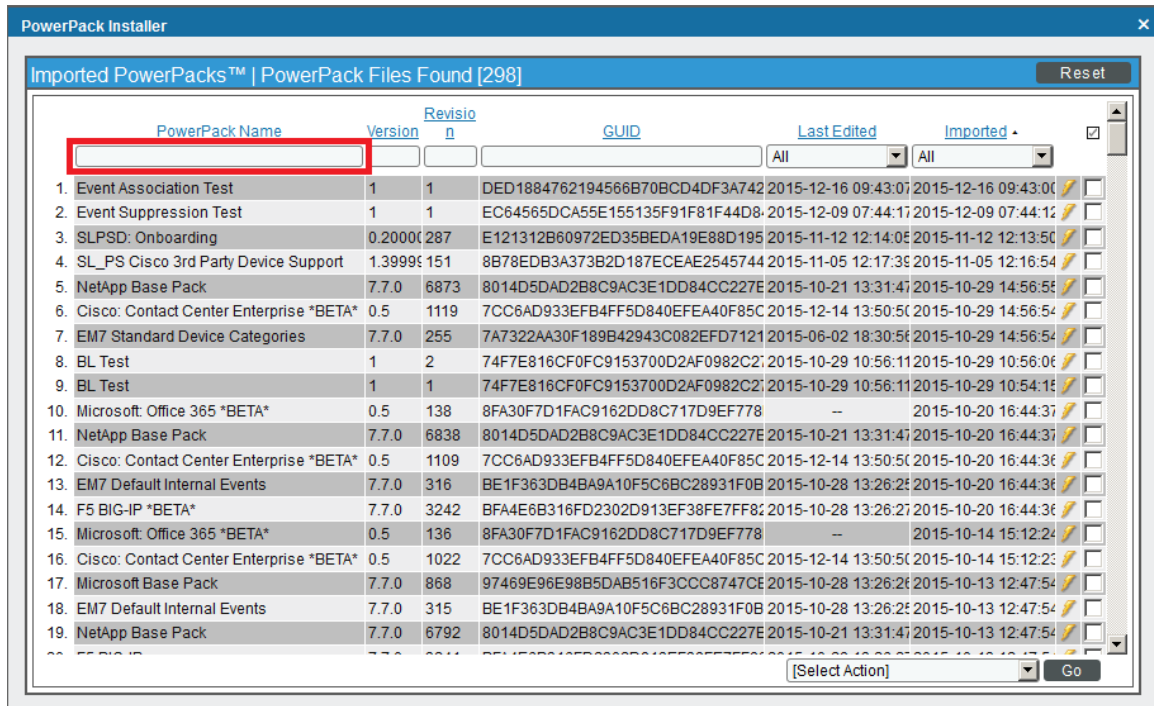 PowerPack Installer
Imported PowerPacks™ | PowerPack Files Found [298] Reset
PowerPack Name Version Revisio
n GUID Last Edited Imported
All All
1. Event Association Test 1 1 DED1884762194566B70BCD4DF3A742 2015-12-16 09:43:07 2015-12-16 09:43:00
2. Event Suppression Test 1 1 EC64565DCA55E155135F91F81F44D8 2015-12-09 07:44:17 2015-12-09 07:44:12
3. SLPSD: Onboarding 0.2000 287 E121312B60972ED35BEDA19E88D195 2015-11-12 12:14:05 2015-11-12 12:13:50
4. SL_PS Cisco 3rd Party Device Support 1.3999 151 8B78EDB3A373B2D187ECEAE2545744 2015-11-05 12:17:39 2015-11-05 12:16:54
5. NetApp Base Pack 7.7.0 6873 8014D5DAD2B8C9AC3E1DD84CC227E 2015-10-21 13:31:47 2015-10-29 14:56:55
6. Cisco: Contact Center Enterprise *BETA* 0.5 1119 7CC6AD933EFB4FF5D840EFEA40F85C 2015-12-14 13:50:50 2015-10-29 14:56:54
7. EM7 Standard Device Categories 7.7.0 255 7A7322AA30F189B42943C082EFD7121 2015-06-02 18:30:56 2015-10-29 14:56:54
8. BL Test 1 2 74F7E816CF0FC9153700D2AF0982C2 2015-10-29 10:56:11 2015-10-29 10:56:06
9. BL Test 1 1 74F7E816CF0FC9153700D2AF0982C2 2015-10-29 10:56:11 2015-10-29 10:54:15
10. Microsoft: Office 365 *BETA* 0.5 138 8FA30F7D1FAC9162DD8C717D9EF778 -- 2015-10-20 16:44:37
11. NetApp Base Pack 7.7.0 6838 8014D5DAD2B8C9AC3E1DD84CC227E 2015-10-21 13:31:47 2015-10-20 16:44:37
12. Cisco: Contact Center Enterprise *BETA* 0.5 1109 7CC6AD933EFB4FF5D840EFEA40F85C 2015-12-14 13:50:50 2015-10-20 16:44:36
13. EM7 Default Internal Events 7.7.0 316 BE1F363DB4BA9A10F5C6BC28931F0B 2015-10-28 13:26:25 2015-10-20 16:44:36
14. F5 BIG-IP *BETA* 7.7.0 3242 BFA4E6B316FD2302D913EF38FE7FF82 2015-10-28 13:26:27 2015-10-20 16:44:36
15. Microsoft: Office 365 *BETA* 0.5 136 8FA30F7D1FAC9162DD8C717D9EF778 -- 2015-10-14 15:12:24
16. Cisco: Contact Center Enterprise *BETA* 0.5 1022 7CC6AD933EFB4FF5D840EFEA40F85C 2015-12-14 13:50:50 2015-10-14 15:12:23
17. Microsoft Base Pack 7.7.0 868 97469E96E98B5DAB516F3CCC8747CE 2015-10-28 13:26:26 2015-10-13 12:47:54
18. EM7 Default Internal Events 7.7.0 315 BE1F363DB4BA9A10F5C6BC28931F0B 2015-10-28 13:26:25 2015-10-13 12:47:54
19. NetApp Base Pack 7.7.0 6792 8014D5DAD2B8C9AC3E1DD84CC227E 2015-10-21 13:31:47 2015-10-13 12:47:54
[Select Action] Go